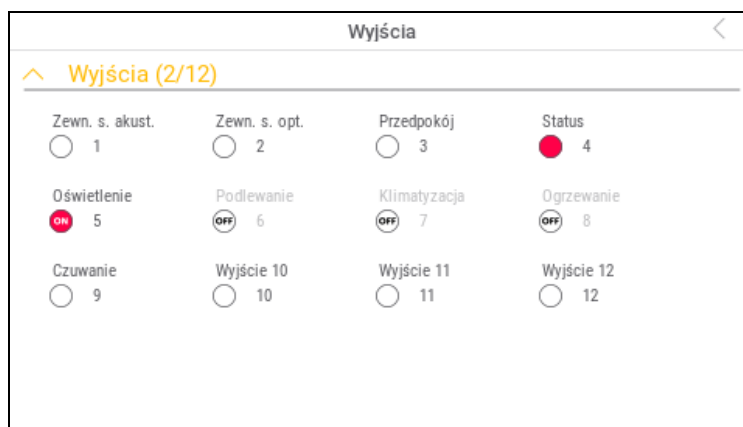 Wyjścia
Wyjścia (2/12)
Zewn. s. akust. Zewn. s. opt. Przedpokój Status
1 2 3 4
Oświetlenie Podlewanie Klimatyzacja Ogrzewanie
ON 5 OFF 6 OFF 7 OFF 8
Czuwanie Wyjście 10 Wyjście 11 Wyjście 12
9 10 11 12